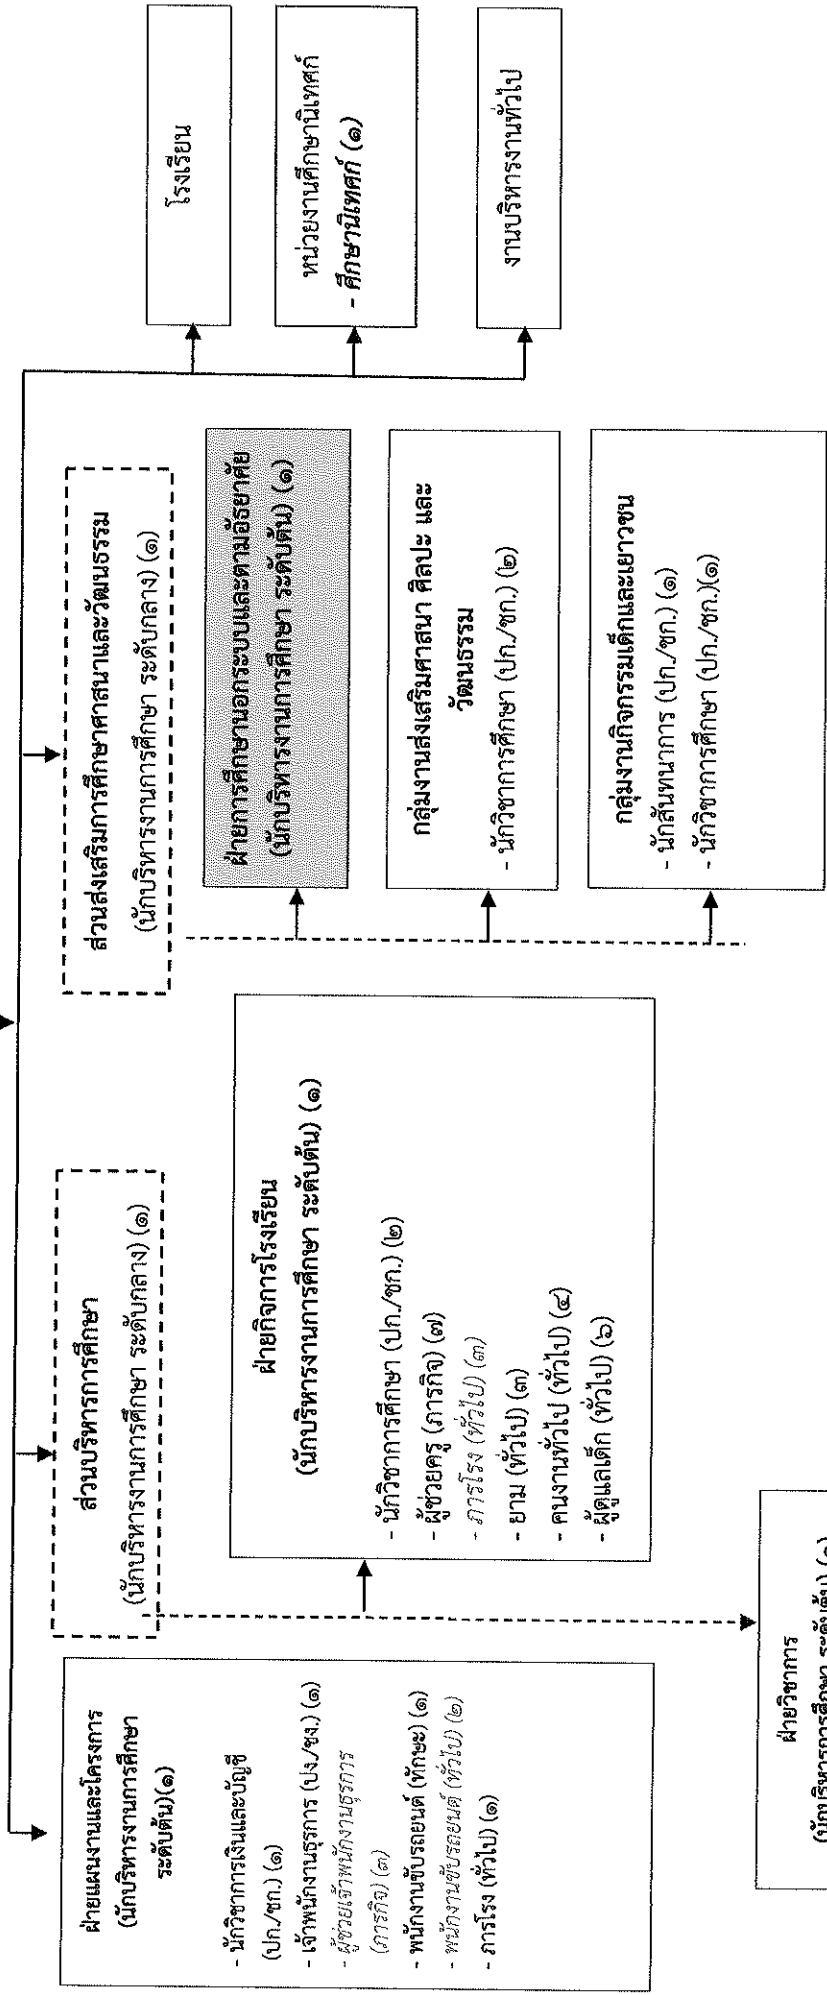 ฝ่ายแผนงานและโครงการ
(นักบริหารงานการศึกษา
ระดับต้น)(๑)
- นักวิชาการเงินและบัญชี
(ปก./ชก.) (๑)
- เจ้าพนักงานธุรการ (ปง./ชง.) (๑)
- ผู้ช่วยเจ้าพนักงานธุรการ
(ภารกิจ) (๓)
- พนักงานขับรถยนต์ (ทักษะ) (๑)
- พนักงานขับรถยนต์ (ทั่วไป) (๒)
- ภารโรง (ทั่วไป) (๑)
ส่วนบริหารการศึกษา
(นักบริหารงานการศึกษา ระดับกลาง) (๑)
ฝ่ายกิจการโรงเรียน
(นักบริหารงานการศึกษา ระดับต้น) (๑)
- นักวิชาการศึกษา (ปก./ชก.) (๒)
- ผู้ช่วยครู (ภารกิจ) (๗)
- ภารโรง (ทั่วไป) (๓)
- ยาม (ทั่วไป) (๓)
- คนงานทั่วไป (ทั่วไป) (๔)
- ผู้ดูแลเด็ก (ทั่วไป) (๖)
ฝ่ายวิชาการ
(นักบริหารการศึกษา ระดับต้น) (๑)
ส่วนส่งเสริมการศึกษาศาสนาและวัฒนธรรม
(นักบริหารงานการศึกษา ระดับกลาง) (๑)
ฝ่ายการศึกษานอกระบบและตามอัธยาศัย
(นักบริหารงานการศึกษา ระดับต้น) (๑)
กลุ่มงานส่งเสริมศาสนา ศิลปะ และ
วัฒนธรรม
- นักวิชาการศึกษา (ปก./ชก.) (๒)
กลุ่มงานกิจกรรมเด็กและเยาวชน
- นักสันทนาการ (ปก./ชก.) (๑)
- นักวิชาการศึกษา (ปก./ชก.)(๑)
โรงเรียน
หน่วยงานศึกษานิเทศก์
- ศึกษานิเทศก์ (๑)
งานบริหารงานทั่วไป